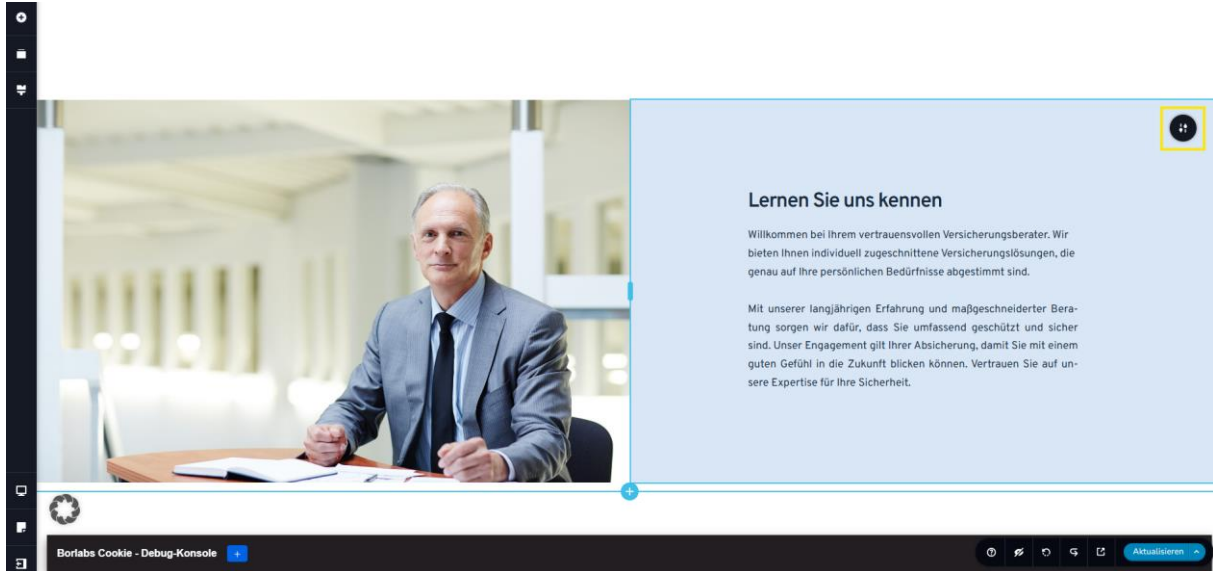 Lernen Sie uns kennen
Willkommen bei Ihrem vertrauensvollen Versicherungsberater. Wir
bieten Ihnen individuell zugeschnittene Versicherungslösungen, die
genau auf Ihre persönlichen Bedürfnisse abgestimmt sind.
Mit unserer langjährigen Erfahrung und maßgeschneiderter Bera-
tung sorgen wir dafür, dass Sie umfassend geschützt und sicher
sind. Unser Engagement gilt Ihrer Absicherung, damit Sie mit einem
guten Gefühl in die Zukunft blicken können. Vertrauen Sie auf un-
sere Expertise für Ihre Sicherheit.
Borlabs Cookie - Debug-Konsole
Aktualisieren